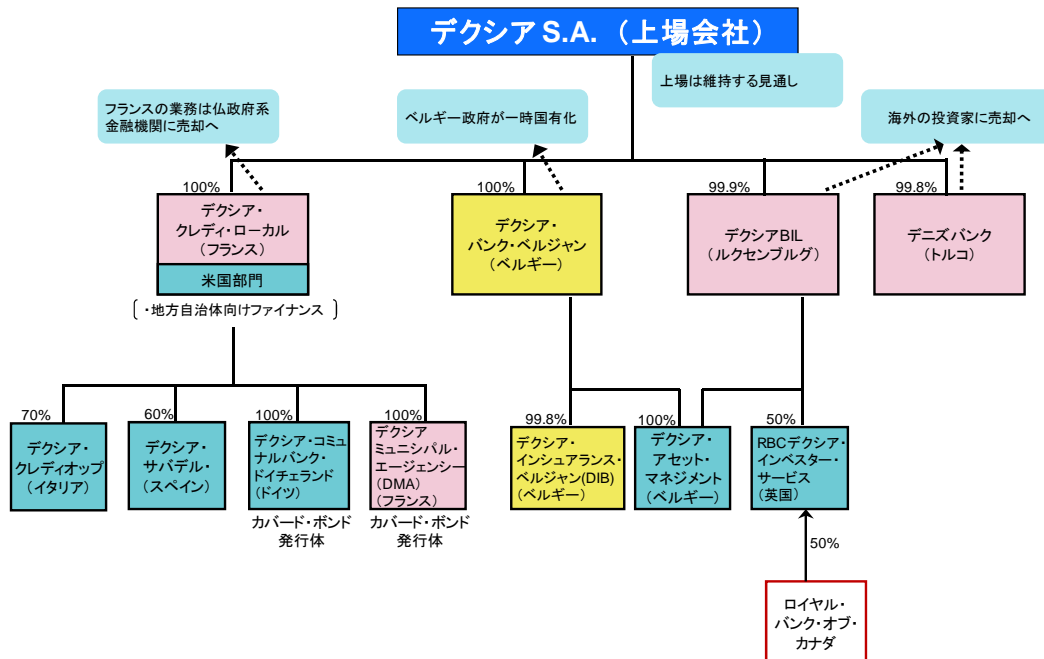 デクシア S.A. (上場会社)
上場は維持する見通し
フランスの業務は仏政府系
金融機関に売却へ
ベルギー政府が一時国有化
海外の投資家に売却へ
100%
100%
99.9%
99.8%
デクシア・
クレディ・ローカル
(フランス)
米国部門
デクシア・
バンク・ベルジャン
(ベルギー)
デクシアBIL
(ルクセンブルグ)
デニズバンク
(トルコ)
〔 ・地方自治体向けファイナンス 〕
70%
60%
100%
100%
99.8%
100%
50%
デクシア・
クレディオップ
(イタリア)
デクシア・
サバデル・
(スペイン)
デクシア・コミュ
ナルバンク・
ドイチェランド
(ドイツ)
デクシア
ミュニシパル・
エージェンシー
(DMA)
(フランス)
デクシア・
インシュアランス・
ベルジャン(DIB)
(ベルギー)
デクシア・
アセット・
マネジメント
(ベルギー)
RBCデクシア・
インベスター・
サービス
(英国)
カバード・ボンド
発行体
カバード・ボンド
発行体
50%
ロイヤル・
バンク・オブ・
カナダ